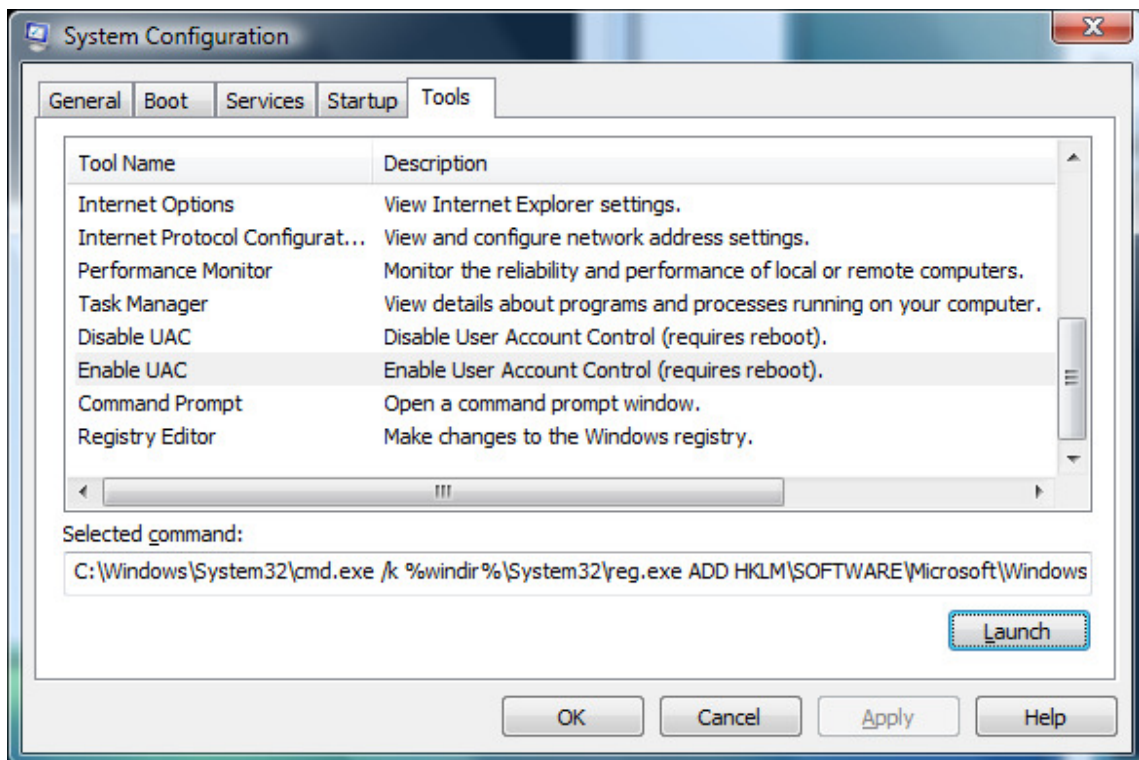 System Configuration
General Boot Services Startup Tools
Tool Name Description
Internet Options View Internet Explorer settings.
Internet Protocol Configurat... View and configure network address settings.
Performance Monitor Monitor the reliability and performance of local or remote computers.
Task Manager View details about programs and processes running on your computer.
Disable UAC Disable User Account Control (requires reboot).
Enable UAC Enable User Account Control (requires reboot).
Command Prompt Open a command prompt window.
Registry Editor Make changes to the Windows registry.
Selected command:
C:\Windows\System32\cmd.exe /k %windir%\System32\reg.exe ADD HKLM\SOFTWARE\Microsoft\Windows
Launch
OK Cancel Apply Help